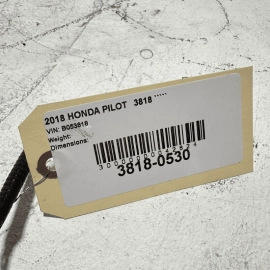 2018 HONDA PILOT 3818 *****
VIN: B053818
Weight:
Dimensions:
3818-0530